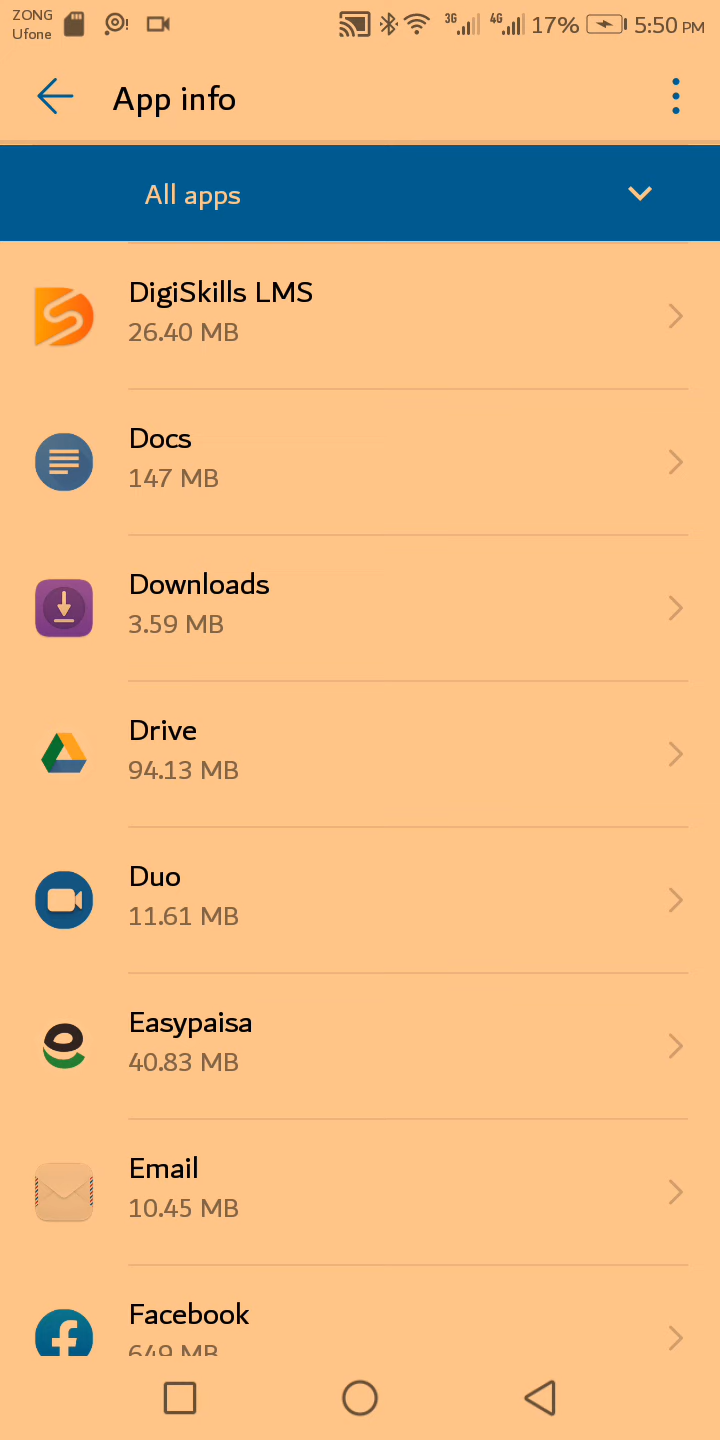 ZONG
Ufone
3G
4G
17%
5:50 PM
App info
All apps
DigiSkills LMS
26.40 MB
Docs
147 MB
Downloads
3.59 MB
Drive
94.13 MB
Duo
11.61 MB
Easypaisa
40.83 MB
Email
10.45 MB
Facebook
649 MB